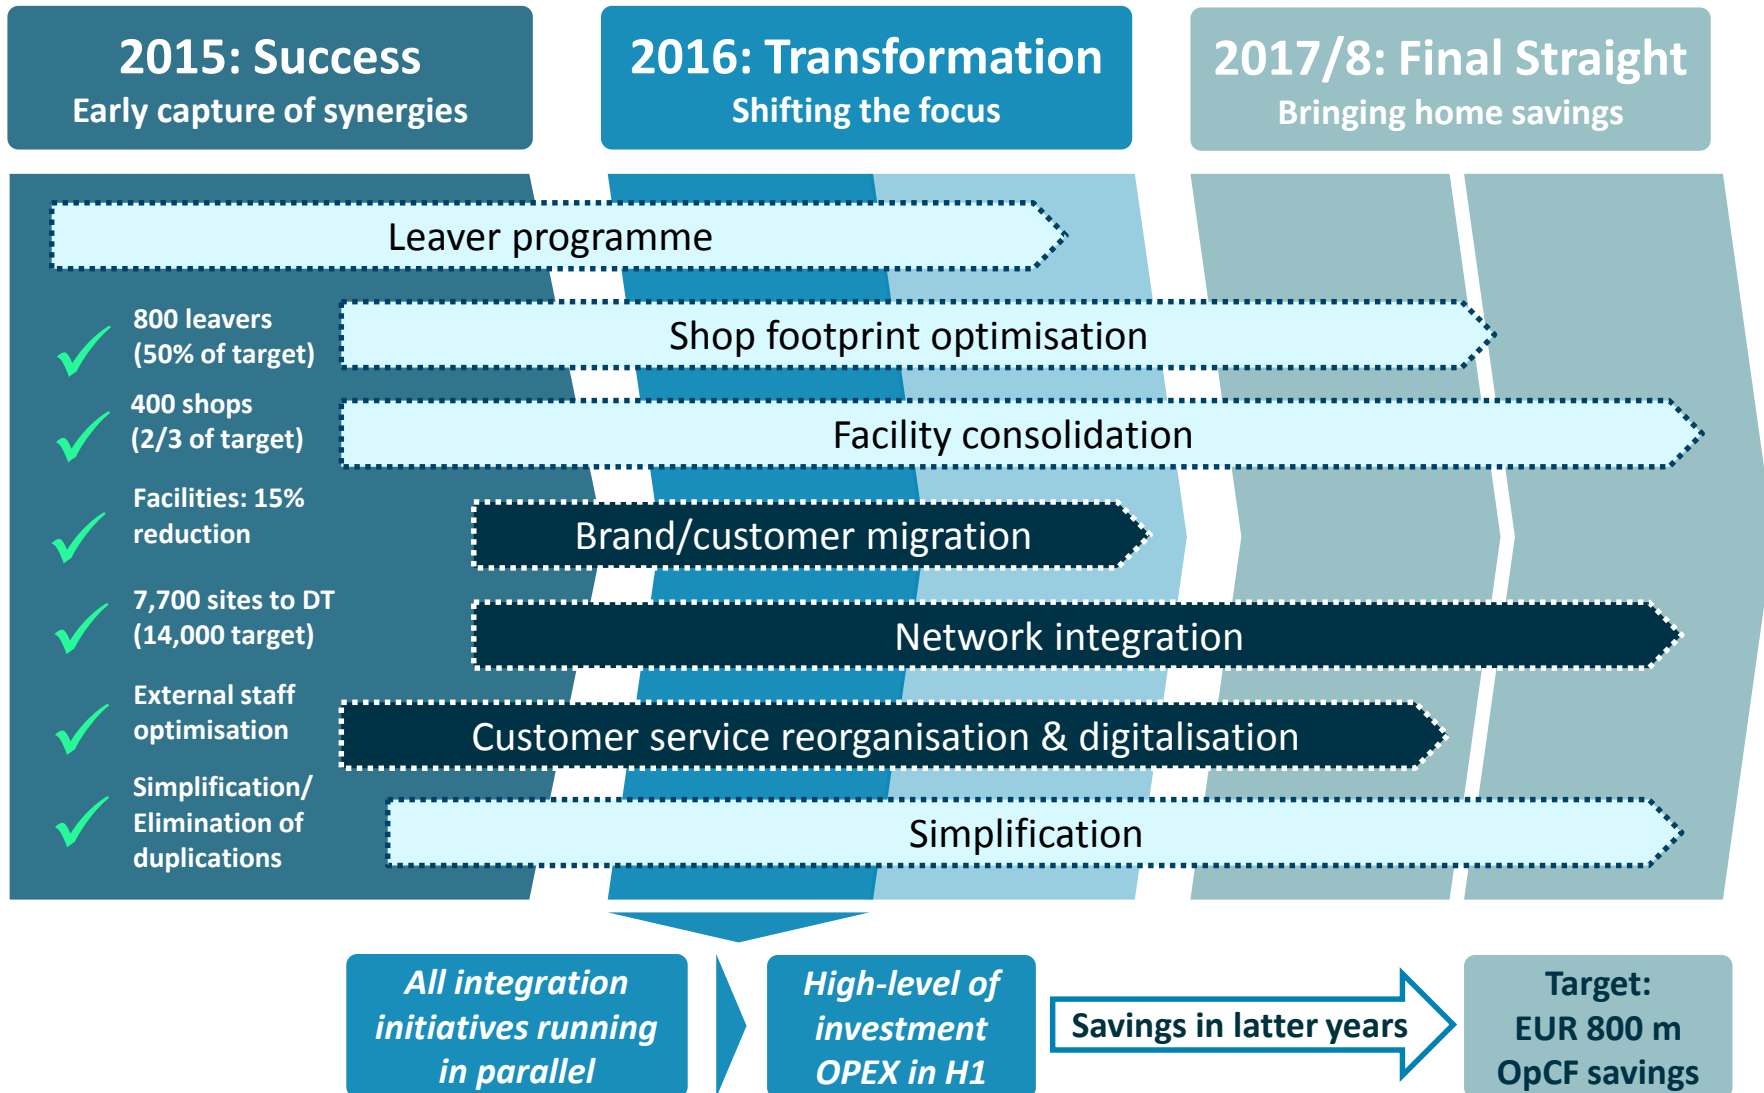 2015: Success
Early capture of synergies
2016: Transformation
Shifting the focus
2017/8: Final Straight
Bringing home savings
Leaver programme
800 leavers
(50% of target)
Shop footprint optimisation
400 shops
(2/3 of target)
Facility consolidation
Facilities: 15%
reduction
Brand/customer migration
7,700 sites to DT
(14,000 target)
Network integration
External staff
optimisation
Customer service reorganisation & digitalisation
Simplification/
Elimination of
duplications
Simplification
All integration
initiatives running
in parallel
High-level of
investment
OPEX in H1
Savings in latter years
Target:
EUR 800 m
OpCF savings